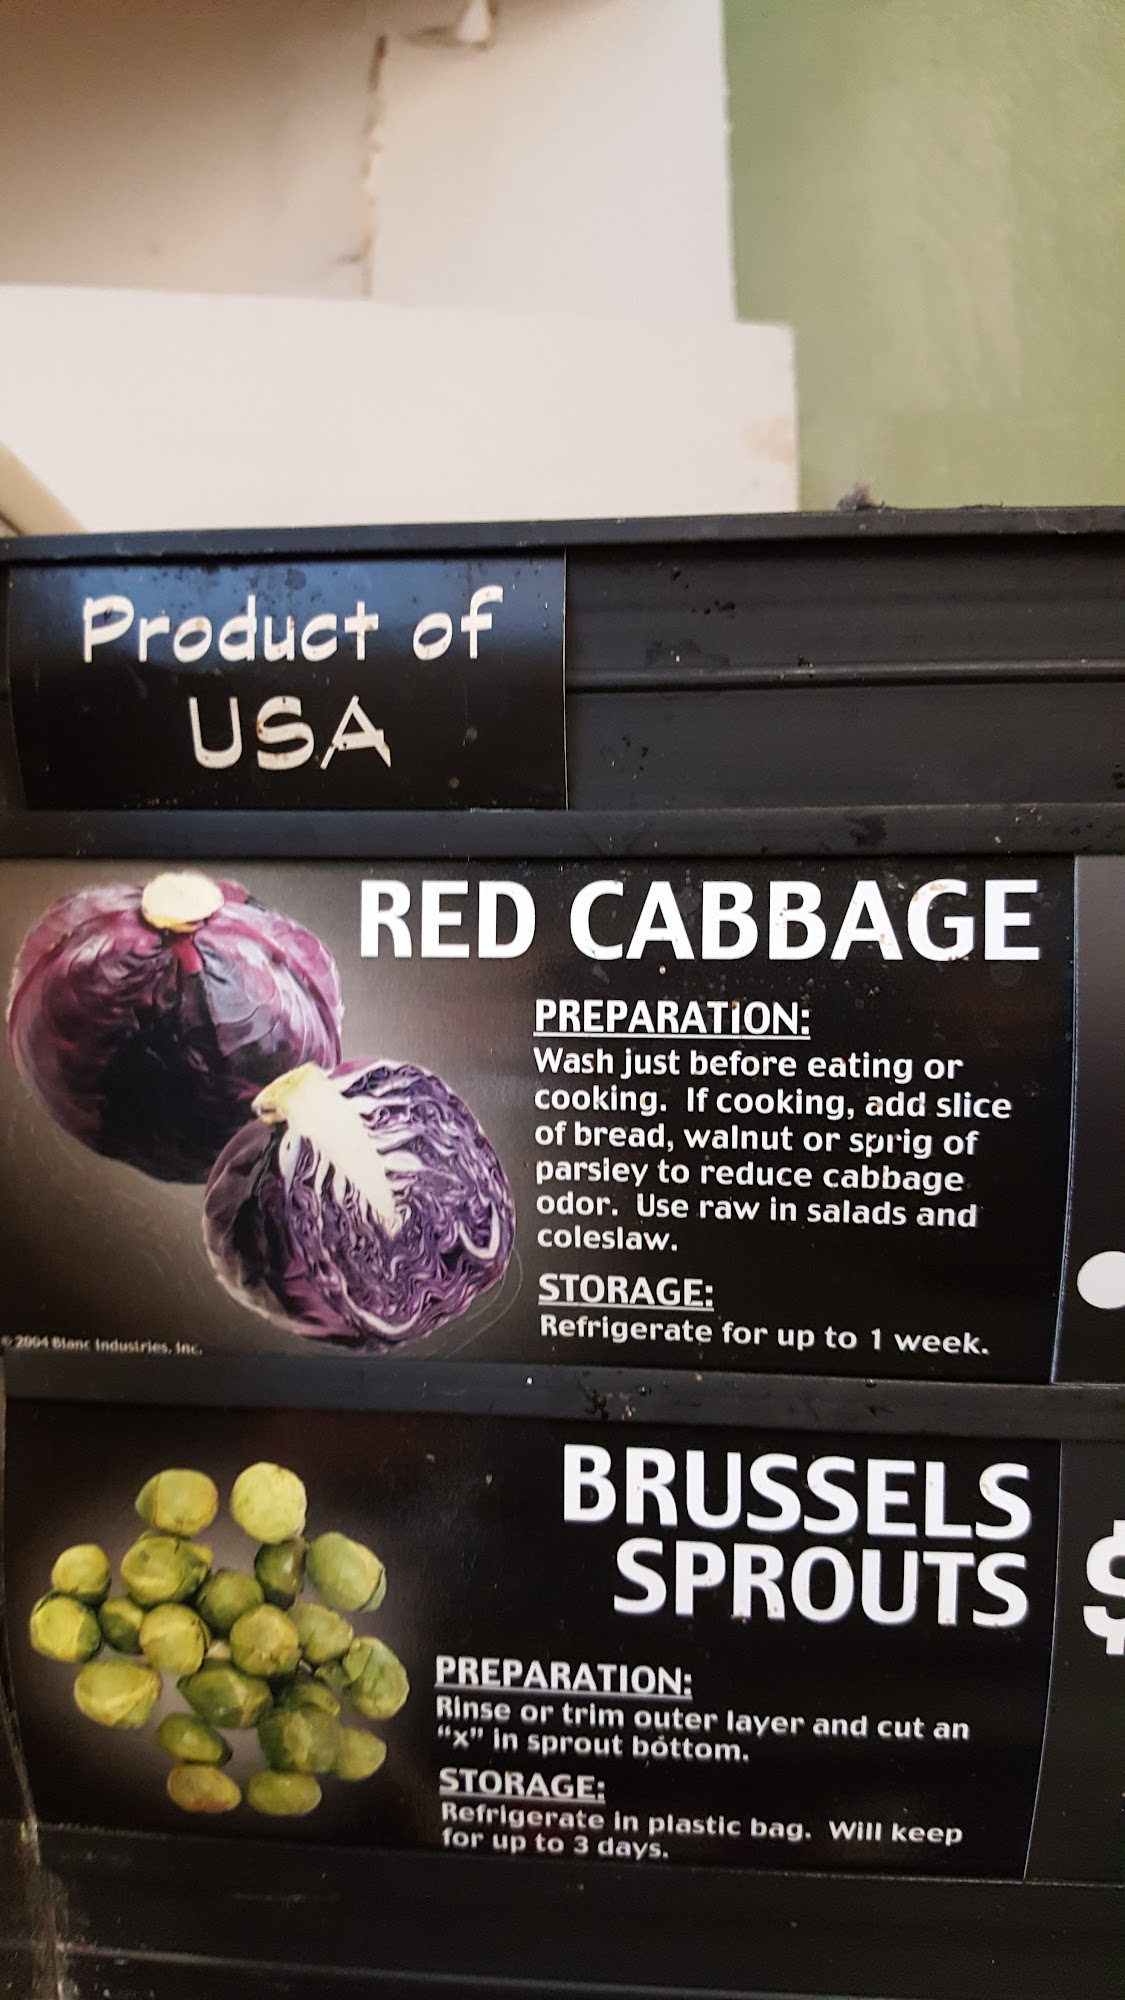 Product of
USA
RED CABBAGE
PREPARATION:
Wash just before eating or
cooking. If cooking, add slice
of bread, walnut or sprig of
parsley to reduce cabbage
odor. Use raw in salads and
coleslaw.
STORAGE:
Refrigerate for up to 1 week.
© 2004 Blanc Industries, Inc.
BRUSSELS
SPROUTS
$
PREPARATION:
Rinse or trim outer layer and cut an
“x” in sprout bottom.
STORAGE:
Refrigerate in plastic bag. Will keep
for up to 3 days.